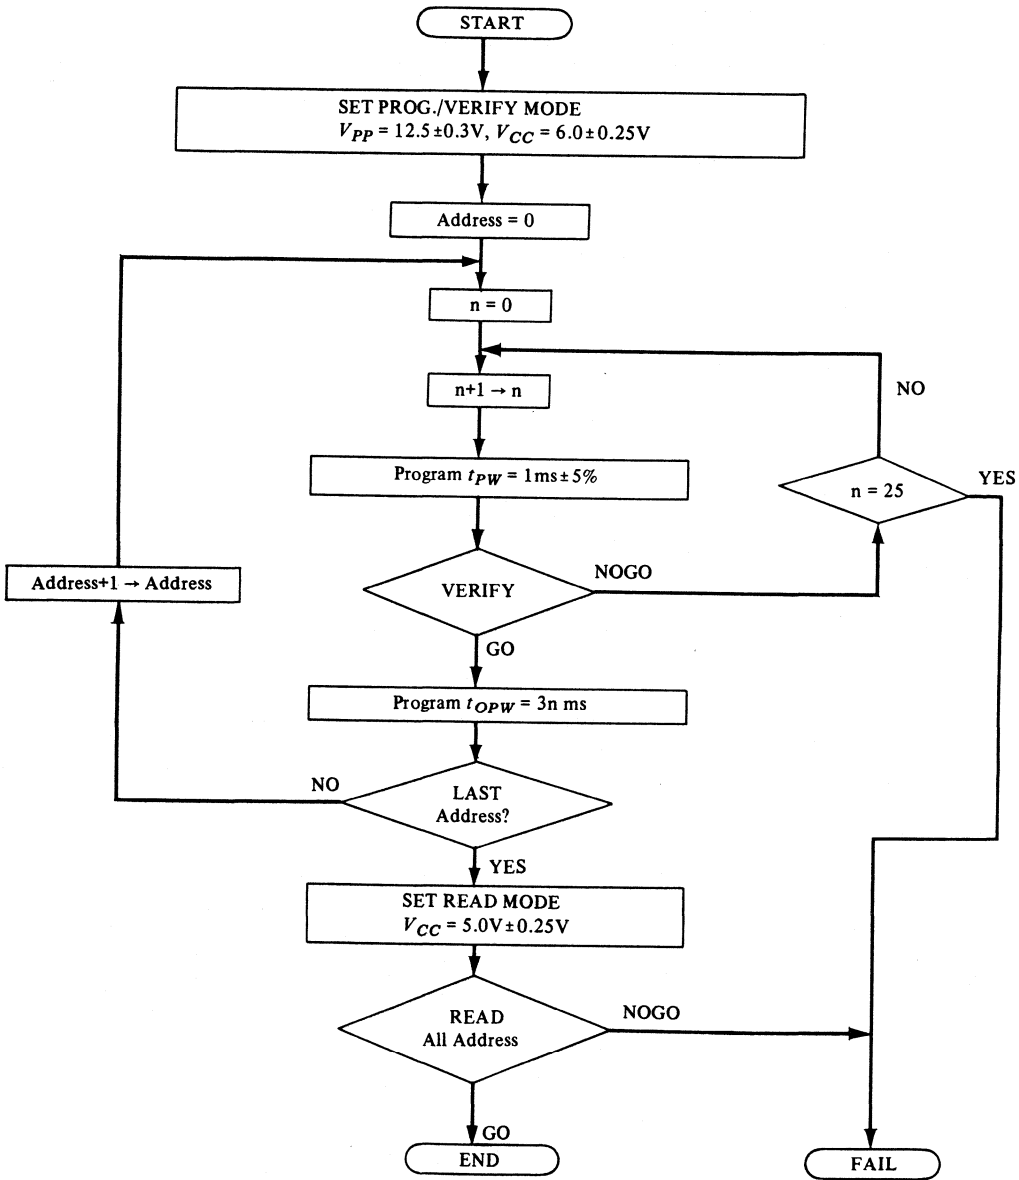 START
SET PROG./VERIFY MODE
VPP = 12.5±0.3V, VCC = 6.0±0.25V
Address = 0
n = 0
n+1 → n
NO
Program tPW = 1ms±5%
n = 25
YES
Address+1 → Address
VERIFY
NOGO
GO
Program tOPW = 3n ms
NO
LAST
Address?
YES
SET READ MODE
VCC = 5.0V±0.25V
READ
All Address
NOGO
GO
END
FAIL